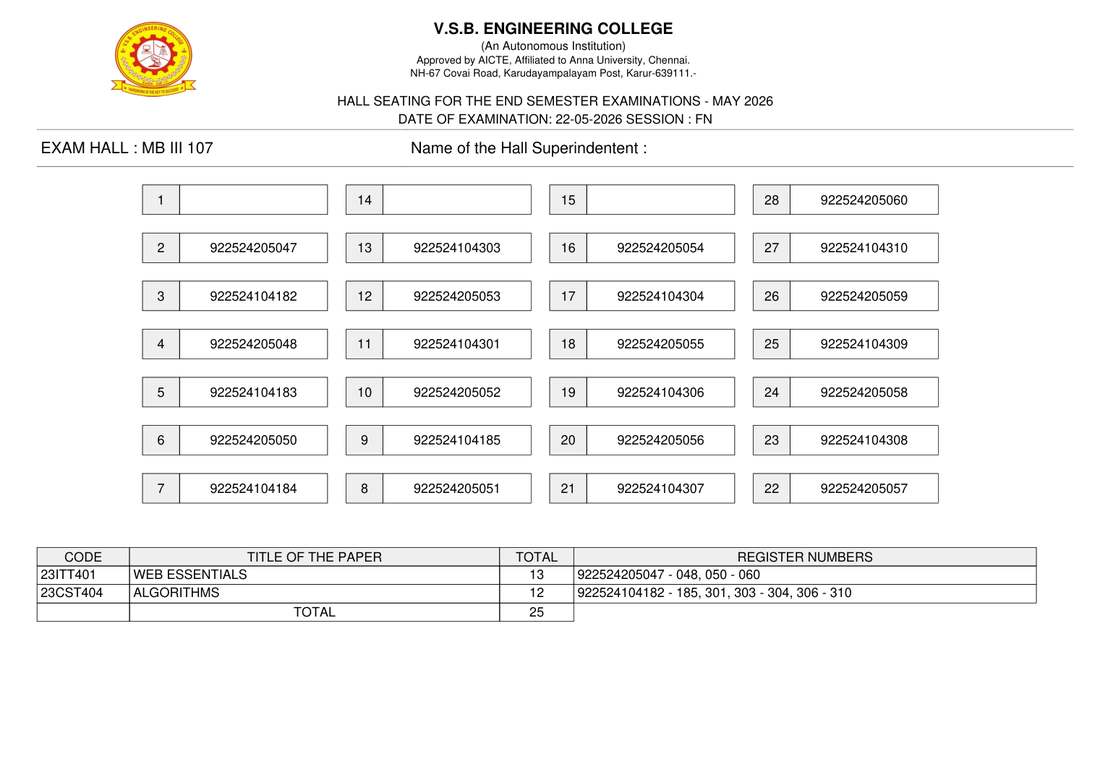 V.S.B. ENGINEERING COLLEGE
(An Autonomous Institution)
Approved by AICTE, Affiliated to Anna University, Chennai.
NH-67 Covai Road, Karudayampalayam Post, Karur-639111.-
HALL SEATING FOR THE END SEMESTER EXAMINATIONS - MAY 2026
DATE OF EXAMINATION: 22-05-2026 SESSION : FN
EXAM HALL : MB III 107 Name of the Hall Superindentent :
1 14 15 28 922524205060
2 922524205047 13 922524104303 16 922524205054 27 922524104310
3 922524104182 12 922524205053 17 922524104304 26 922524205059
4 922524205048 11 922524104301 18 922524205055 25 922524104309
5 922524104183 10 922524205052 19 922524104306 24 922524205058
6 922524205050 9 922524104185 20 922524205056 23 922524104308
7 922524104184 8 922524205051 21 922524104307 22 922524205057
CODE TITLE OF THE PAPER TOTAL REGISTER NUMBERS
23ITT401 WEB ESSENTIALS 13 922524205047 - 048, 050 - 060
23CST404 ALGORITHMS 12 922524104182 - 185, 301, 303 - 304, 306 - 310
TOTAL 25